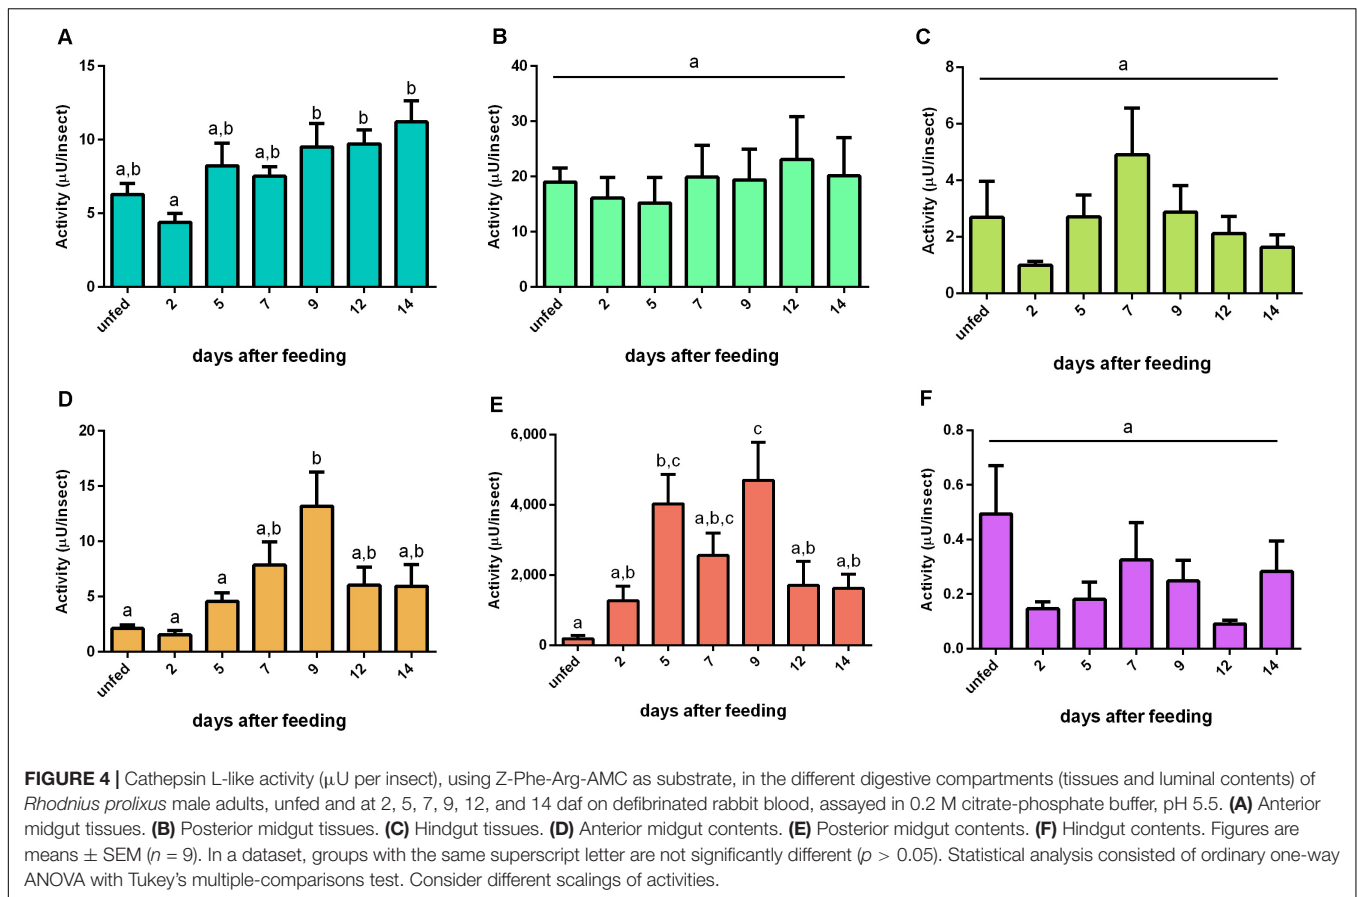 A
Activity (μU/insect)
15
10
5
0
a,b
a
a,b
a,b
b
b
b
unfed
2
5
7
9
12
14
days after feeding
B
Activity (μU/insect)
40
30
20
10
0
a
unfed
2
5
7
9
12
14
days after feeding
C
Activity (μU/insect)
8
6
4
2
0
a
unfed
2
5
7
9
12
14
days after feeding
D
Activity (μU/insect)
20
15
10
5
0
a
a
a
a,b
b
a,b
a,b
unfed
2
5
7
9
12
14
days after feeding
E
Activity (μU/insect)
6,000
4,000
2,000
0
a
a,b
b,c
a,b,c
c
a,b
a,b
unfed
2
5
7
9
12
14
days after feeding
F
Activity (μU/insect)
0.8
0.6
0.4
0.2
0.0
a
unfed
2
5
7
9
12
14
days after feeding
FIGURE 4 | Cathepsin L-like activity (μU per insect), using Z-Phe-Arg-AMC as substrate, in the different digestive compartments (tissues and luminal contents) of
Rhodnius prolixus male adults, unfed and at 2, 5, 7, 9, 12, and 14 daf on defibrinated rabbit blood, assayed in 0.2 M citrate-phosphate buffer, pH 5.5. (A) Anterior
midgut tissues. (B) Posterior midgut tissues. (C) Hindgut tissues. (D) Anterior midgut contents. (E) Posterior midgut contents. (F) Hindgut contents. Figures are
means ± SEM (n = 9). In a dataset, groups with the same superscript letter are not significantly different (p > 0.05). Statistical analysis consisted of ordinary one-way
ANOVA with Tukey's multiple-comparisons test. Consider different scalings of activities.